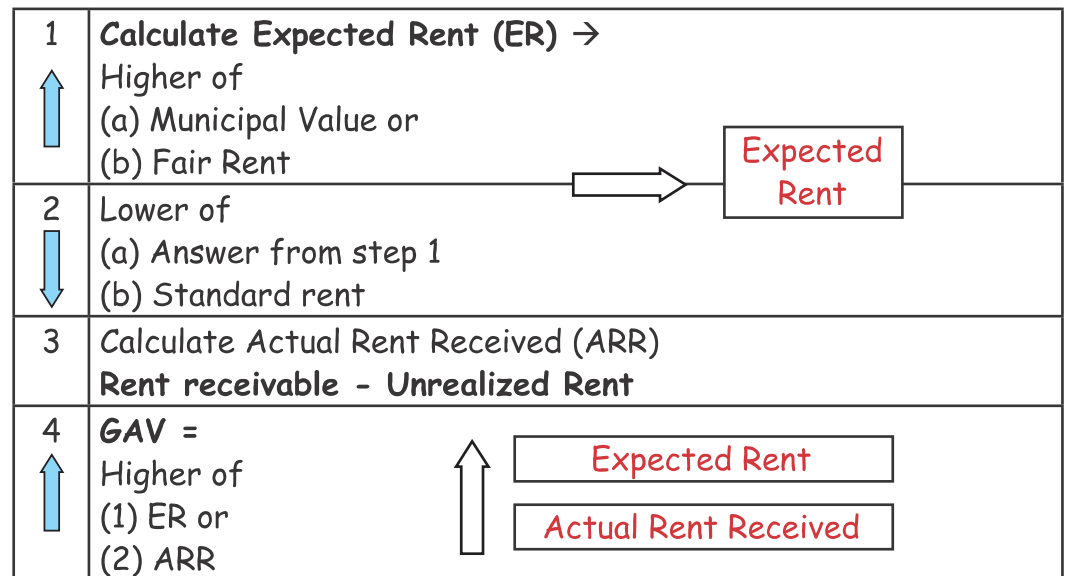 1 Calculate Expected Rent (ER) →
Higher of
(a) Municipal Value or
(b) Fair Rent
Expected
Rent
2 Lower of
(a) Answer from step 1
(b) Standard rent
3 Calculate Actual Rent Received (ARR)
Rent receivable - Unrealized Rent
4 GAV =
Higher of
(1) ER or
(2) ARR
Expected Rent
Actual Rent Received